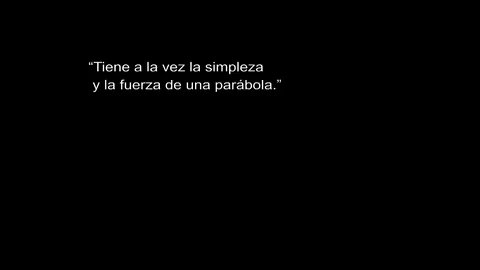 “Tiene a la vez la simpleza
y la fuerza de una parábola.”